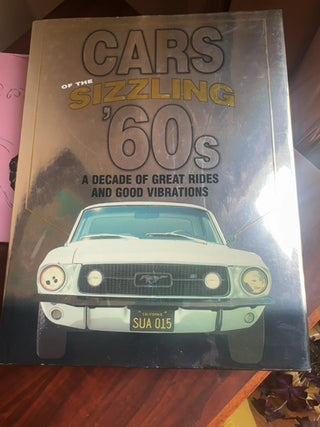 CARS
OF THE
SIZZLING
'60s
A DECADE OF GREAT RIDES
AND GOOD VIBRATIONS
CALIFORNIA
SUA 015